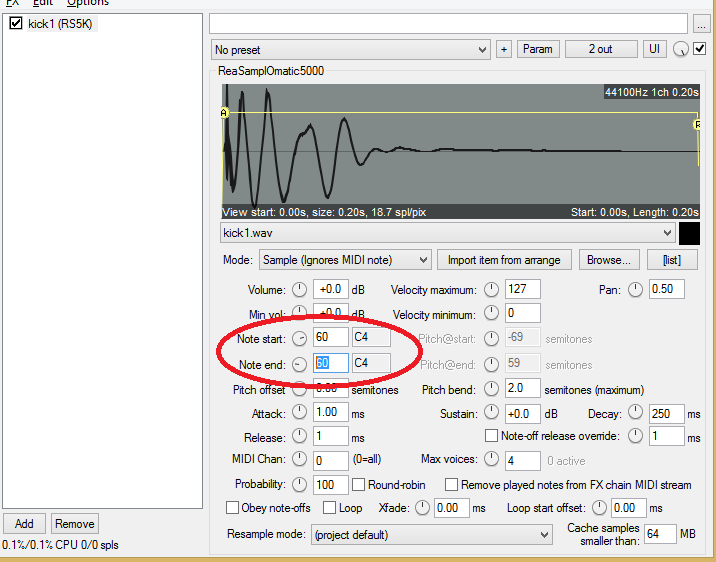 FX Edit Options
kick1 (RS5K)
...
No preset + Param 2 out UI
ReaSamplOmatic5000
44100Hz 1ch 0.20s
A
View start: 0.00s, size: 0.20s, 18.7 spl/pix Start: 0.00s, Length: 0.20s
kick1.wav
Mode: Sample (Ignores MIDI note) Import item from arrange Browse... [list]
Volume: +0.0 dB Velocity maximum: 127 Pan: 0.50
Min vol: +0.0 dB Velocity minimum: 0
Note start: 60 C4 Pitch@start: -69 semitones
Note end: 60 C4 Pitch@end: 59 semitones
Pitch offset 0.00 semitones Pitch bend: 2.0 semitones (maximum)
Attack: 1.00 ms Sustain: +0.0 dB Decay: 250 ms
Release: 1 ms Note-off release override: 1 ms
MIDI Chan: 0 (0=all) Max voices: 4 0 active
Probability: 100 Round-robin Remove played notes from FX chain MIDI stream
Obey note-offs Loop Xfade: 0.00 ms Loop start offset: 0.00 ms
Resample mode: (project default) Cache samples
smaller than: 64 MB
Add Remove
0.1%/0.1% CPU 0/0 spls